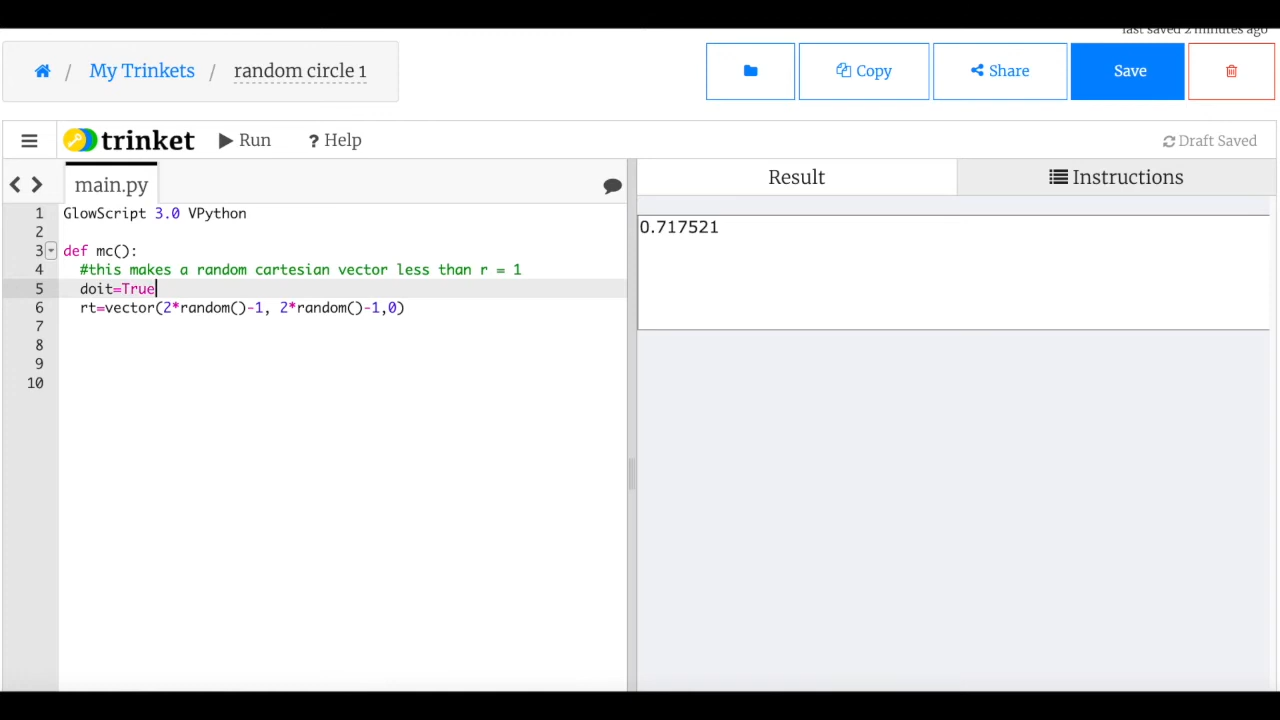 last saved 2 minutes ago
/ My Trinkets / random circle 1
Copy
Share
Save
trinket
Run
? Help
Draft Saved
main.py
Result
Instructions
1 GlowScript 3.0 VPython
2
3 def mc():
4 #this makes a random cartesian vector less than r = 1
5 doit=True
6 rt=vector(2*random()-1, 2*random()-1,0)
7
8
9
10
0.717521